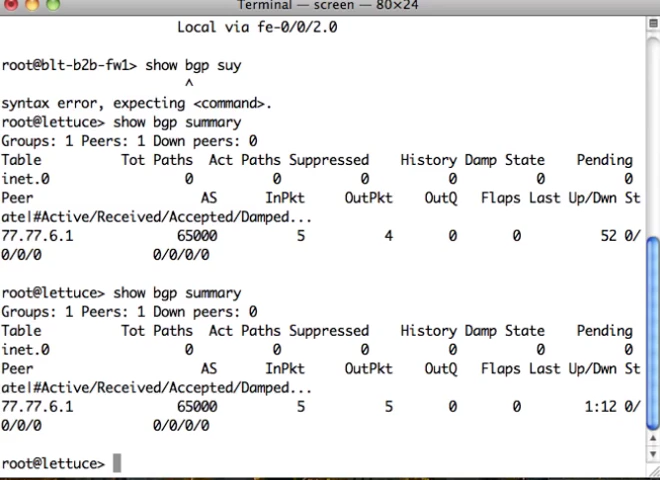 Terminal — screen — 80×24
Local via fe-0/0/2.0
root@blt-b2b-fw1> show bgp suy
^
syntax error, expecting <command>.
root@lettuce> show bgp summary
Groups: 1 Peers: 1 Down peers: 0
Table Tot Paths Act Paths Suppressed History Damp State Pending
inet.0 0 0 0 0 0 0
Peer AS InPkt OutPkt OutQ Flaps Last Up/Dwn St
ate|#Active/Received/Accepted/Damped...
77.77.6.1 65000 5 4 0 0 52 0/
0/0/0 0/0/0/0
root@lettuce> show bgp summary
Groups: 1 Peers: 1 Down peers: 0
Table Tot Paths Act Paths Suppressed History Damp State Pending
inet.0 0 0 0 0 0 0
Peer AS InPkt OutPkt OutQ Flaps Last Up/Dwn St
ate|#Active/Received/Accepted/Damped...
77.77.6.1 65000 5 5 0 0 1:12 0/
0/0/0 0/0/0/0
root@lettuce>